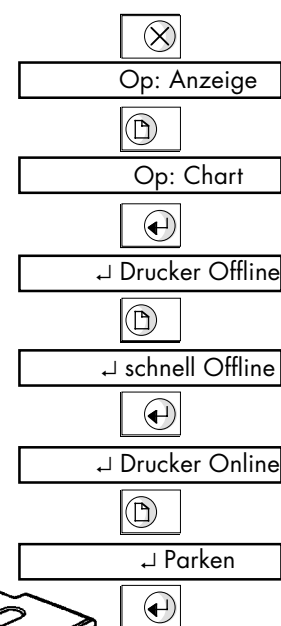 Op: Anzeige
Op: Chart
↵ Drucker Offline
↵ schnell Offline
↵ Drucker Online
↵ Parken